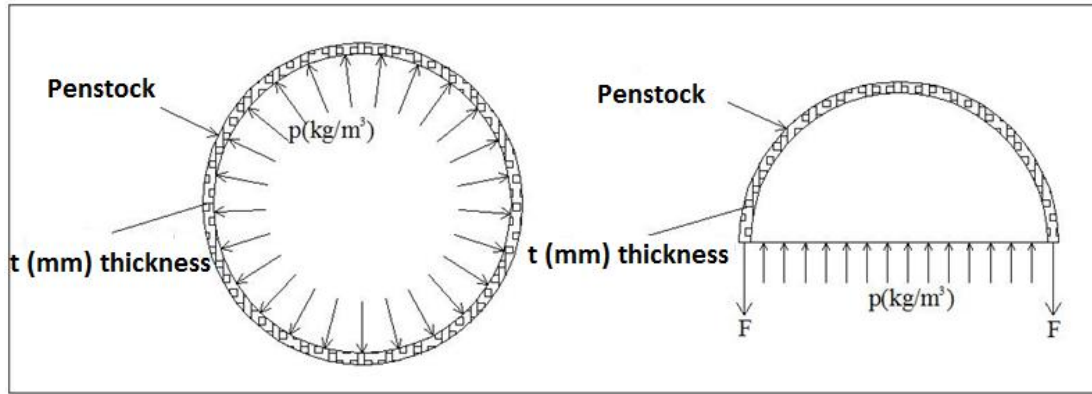 Penstock
p(kg/m³)
t (mm) thickness
Penstock
t (mm) thickness
p(kg/m³)
F
F